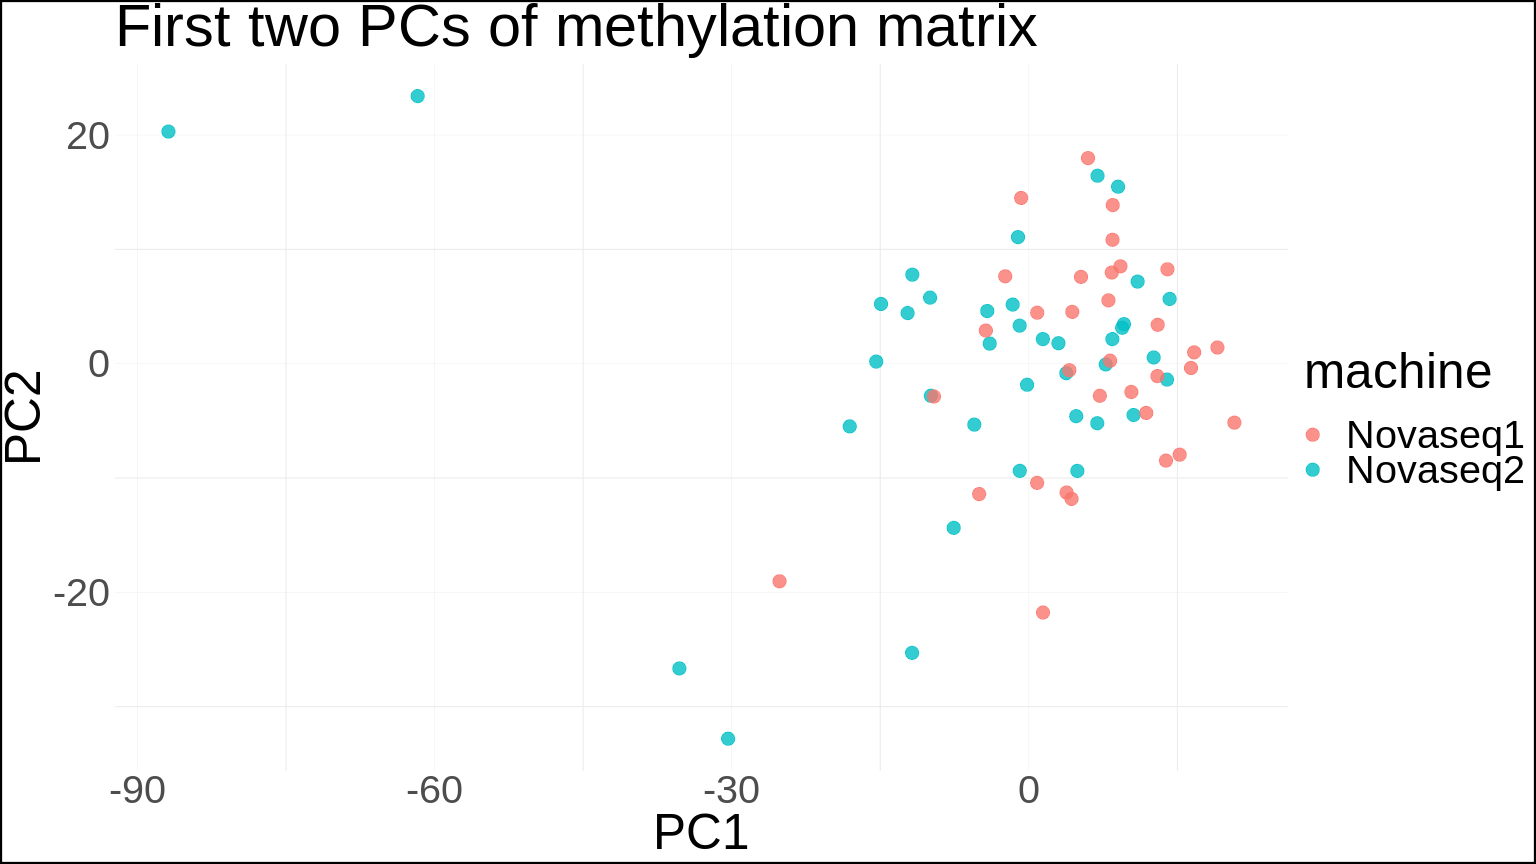 First two PCs of methylation matrix
20
0
-20
PC2
-90
-60
-30
0
PC1
machine
Novaseq1
Novaseq2